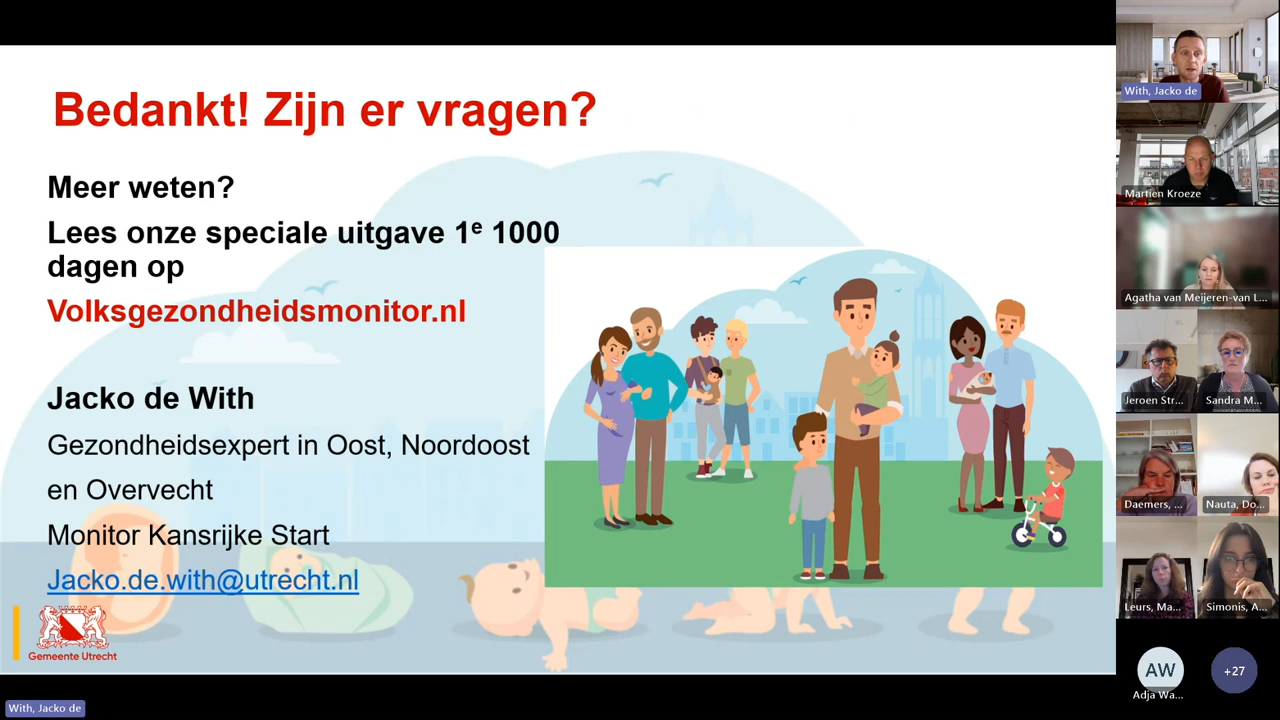 Bedankt! Zijn er vragen?
Meer weten?
Lees onze speciale uitgave 1e 1000
dagen op
Volksgezondheidsmonitor.nl
Jacko de With
Gezondheidsexpert in Oost, Noordoost
en Overvecht
Monitor Kansrijke Start
Jacko.de.with@utrecht.nl
Gemeente Utrecht
With, Jacko de
With, Jacko de
Martien Kroeze
Agatha van Meijeren-van L...
Jeroen Str...
Sandra M...
Daemers, ...
Nauta, Do...
Leurs, Ma...
Simonis, A...
AW
Adja Wa...
+27